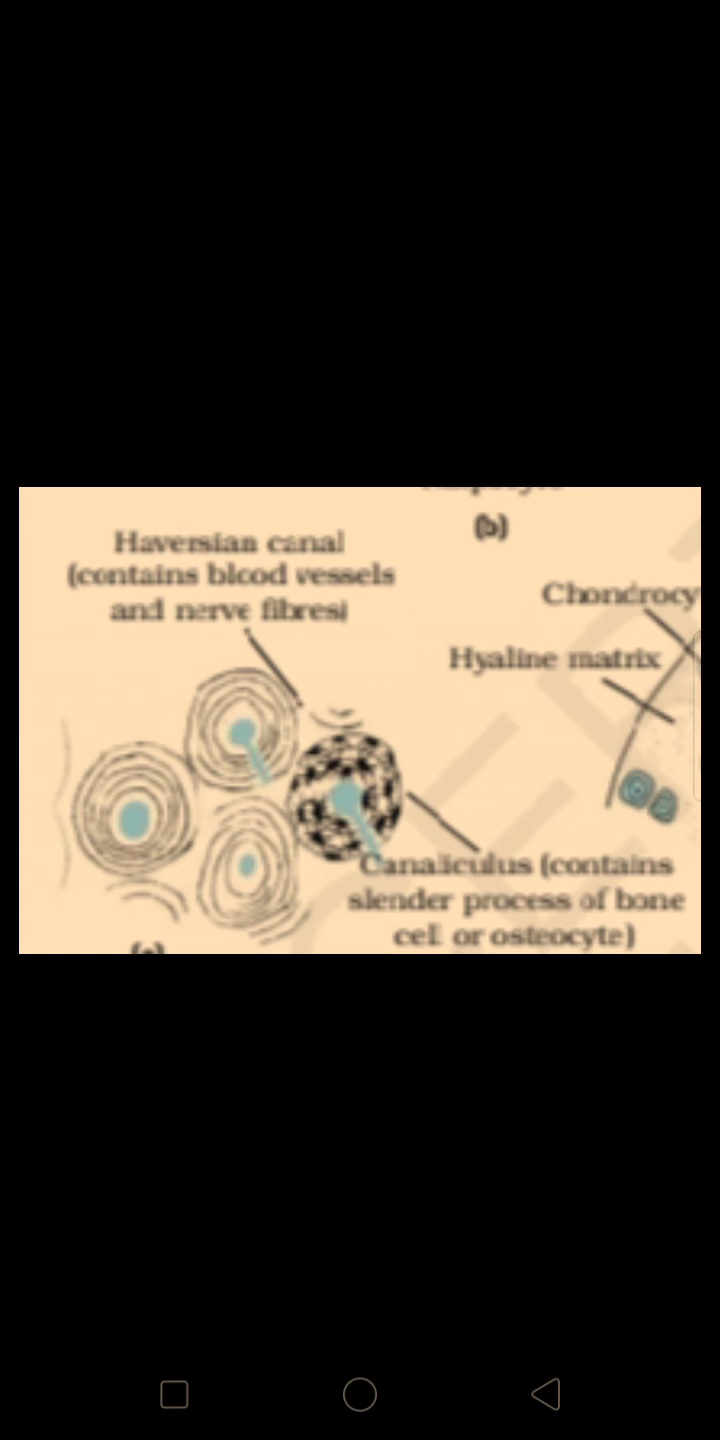 (b)
Haversian canal
(contains blood vessels
and nerve fibres)
Chondrocy
Hyaline matrix
Canaliculus (contains
slender process of bone
cell or osteocyte)